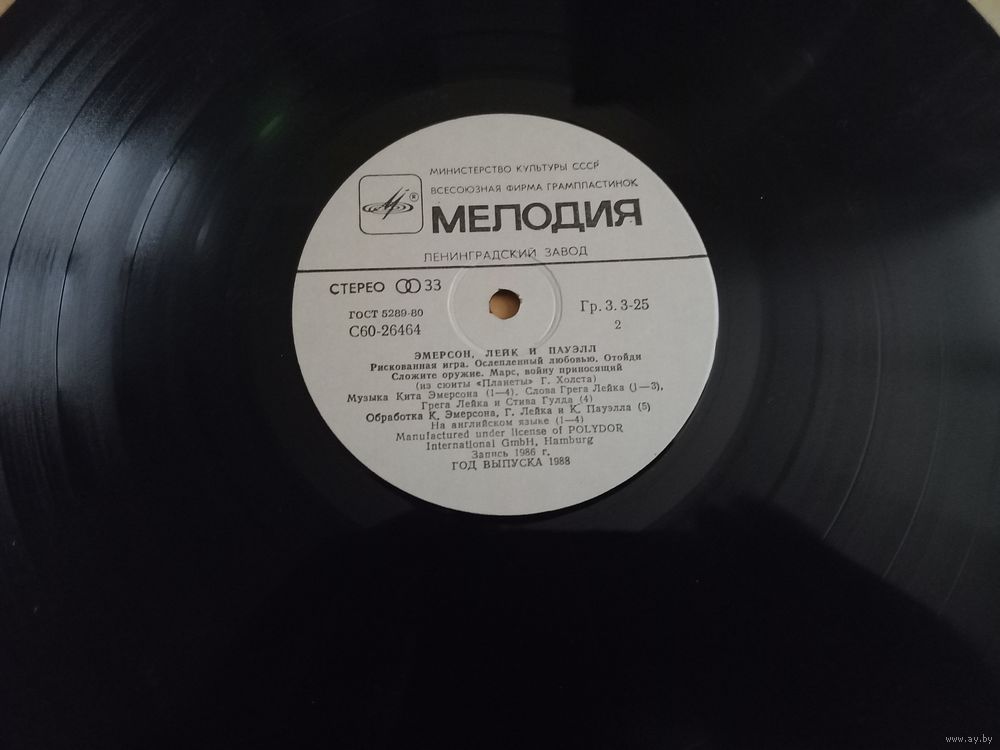 МИНИСТЕРСТВО КУЛЬТУРЫ СССР
ВСЕСОЮЗНАЯ ФИРМА ГРАМПЛАСТИНОК
МЕЛОДИЯ
®
ЛЕНИНГРАДСКИЙ ЗАВОД
СТЕРЕО 33
ГОСТ 5289-80
С60-26464
Гр. 3. 3-25
2
ЭМЕРСОН, ЛЕЙК И ПАУЭЛЛ
Рискованная игра. Ослепленный любовью. Отойди
Сложите оружие. Марс, войну приносящий
(из сюиты «Планеты» Г. Холста)
Музыка Кита Эмерсона (1—4). Слова Грега Лейка (1—3),
Грега Лейка и Стива Гулда (4)
Обработка К. Эмерсона, Г. Лейка и К. Пауэлла (5)
На английском языке (1—4)
Manufactured under license of POLYDOR
International GmbH, Hamburg
Запись 1986 г.
ГОД ВЫПУСКА 1988
www.ay.by